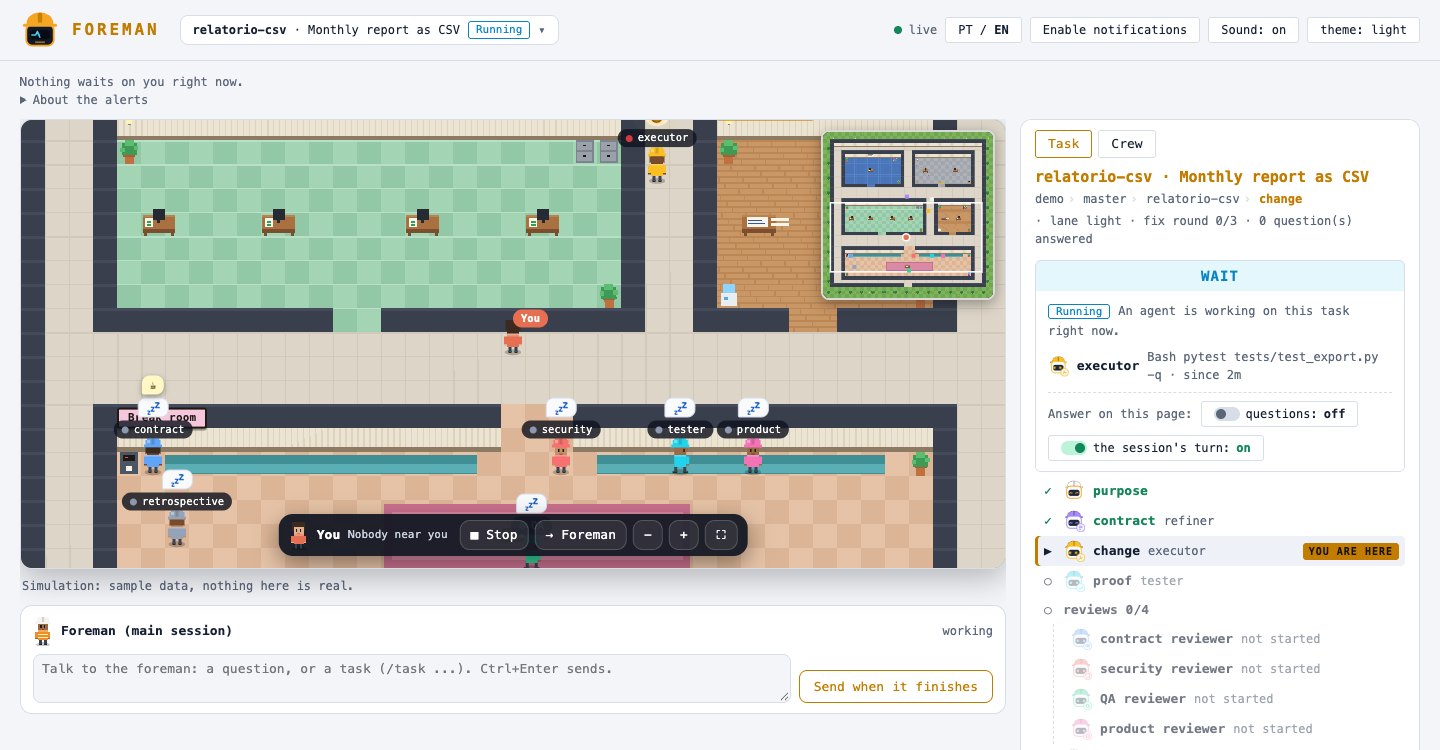 FOREMAN
relatorio-csv · Monthly report as CSV Running ▾
● live
PT / EN
Enable notifications
Sound: on
theme: light
Nothing waits on you right now.
▶ About the alerts
executor
You
zzZ
contract
zzZ
security
zzZ
tester
zzZ
product
zzZ
retrospective
zzZ
You Nobody near you
■ Stop
→ Foreman
−
+
Simulation: sample data, nothing here is real.
Foreman (main session)
working
Talk to the foreman: a question, or a task (/task ...). Ctrl+Enter sends.
Send when it finishes
Task
Crew
relatorio-csv · Monthly report as CSV
demo › master › relatorio-csv › change
· lane light · fix round 0/3 · 0 question(s)
answered
WAIT
Running An agent is working on this task
right now.
executor Bash pytest tests/test_export.py
-q · since 2m
Answer on this page: questions: off
the session's turn: on
✓ purpose
✓ contract refiner
▶ change executor YOU ARE HERE
○ proof tester
○ reviews 0/4
contract reviewer not started
security reviewer not started
QA reviewer not started
product reviewer not started